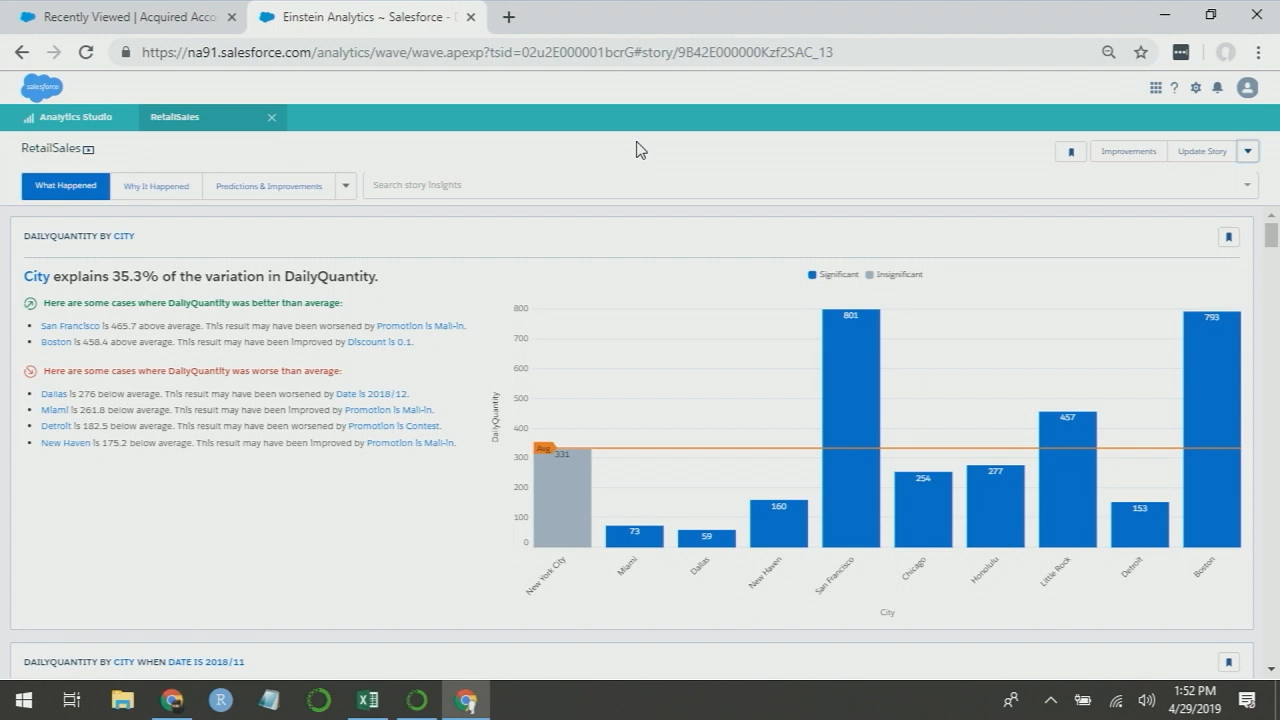 Recently Viewed | Acquired Acco
Einstein Analytics ~ Salesforce -
https://na91.salesforce.com/analytics/wave/wave.apexp?tsid=02u2E000001bcrG#story/9B42E000000Kzf2SAC_13
salesforce
Analytics Studio
RetailSales
RetailSales
Improvements
Update Story
What Happened
Why It Happened
Predictions & Improvements
Search story insights
DAILYQUANTITY BY CITY
City explains 35.3% of the variation in DailyQuantity.
Here are some cases where DailyQuantity was better than average:
San Francisco is 465.7 above average. This result may have been worsened by Promotion is Mail-in.
Boston is 458.4 above average. This result may have been improved by Discount is 0.1.
Here are some cases where DailyQuantity was worse than average:
Dallas is 276 below average. This result may have been worsened by Date is 2018/12.
Miami is 261.8 below average. This result may have been improved by Promotion is Mail-in.
Detroit is 182.5 below average. This result may have been worsened by Promotion is Contest.
New Haven is 175.2 below average. This result may have been improved by Promotion is Mail-in.
Significant
Insignificant
800
700
600
500
400
300
200
100
0
DailyQuantity
Avg
331
73
59
160
801
254
277
457
153
793
New York City
Miami
Dallas
New Haven
San Francisco
Chicago
Honolulu
Little Rock
Detroit
Boston
City
DAILYQUANTITY BY CITY WHEN DATE IS 2018/11
R
1:52 PM
4/29/2019